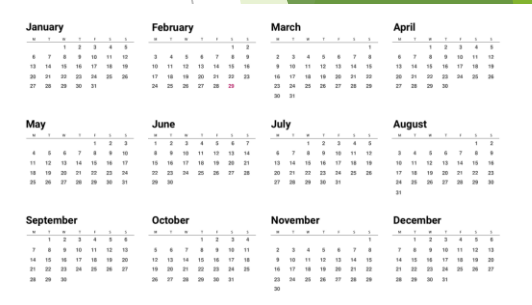 January
M T W T F S S
1 2 3 4 5
6 7 8 9 10 11 12
13 14 15 16 17 18 19
20 21 22 23 24 25 26
27 28 29 30 31
February
M T W T F S S
1 2
3 4 5 6 7 8 9
10 11 12 13 14 15 16
17 18 19 20 21 22 23
24 25 26 27 28 29
March
M T W T F S S
1
2 3 4 5 6 7 8
9 10 11 12 13 14 15
16 17 18 19 20 21 22
23 24 25 26 27 28 29
30 31
April
M T W T F S S
1 2 3 4 5
6 7 8 9 10 11 12
13 14 15 16 17 18 19
20 21 22 23 24 25 26
27 28 29 30
May
M T W T F S S
1 2 3
4 5 6 7 8 9 10
11 12 13 14 15 16 17
18 19 20 21 22 23 24
25 26 27 28 29 30 31
June
M T W T F S S
1 2 3 4 5 6 7
8 9 10 11 12 13 14
15 16 17 18 19 20 21
22 23 24 25 26 27 28
29 30
July
M T W T F S S
1 2 3 4 5
6 7 8 9 10 11 12
13 14 15 16 17 18 19
20 21 22 23 24 25 26
27 28 29 30 31
August
M T W T F S S
1 2
3 4 5 6 7 8 9
10 11 12 13 14 15 16
17 18 19 20 21 22 23
24 25 26 27 28 29 30
31
September
M T W T F S S
1 2 3 4 5 6
7 8 9 10 11 12 13
14 15 16 17 18 19 20
21 22 23 24 25 26 27
28 29 30
October
M T W T F S S
1 2 3 4
5 6 7 8 9 10 11
12 13 14 15 16 17 18
19 20 21 22 23 24 25
26 27 28 29 30 31
November
M T W T F S S
1
2 3 4 5 6 7 8
9 10 11 12 13 14 15
16 17 18 19 20 21 22
23 24 25 26 27 28 29
30
December
M T W T F S S
1 2 3 4 5 6
7 8 9 10 11 12 13
14 15 16 17 18 19 20
21 22 23 24 25 26 27
28 29 30 31